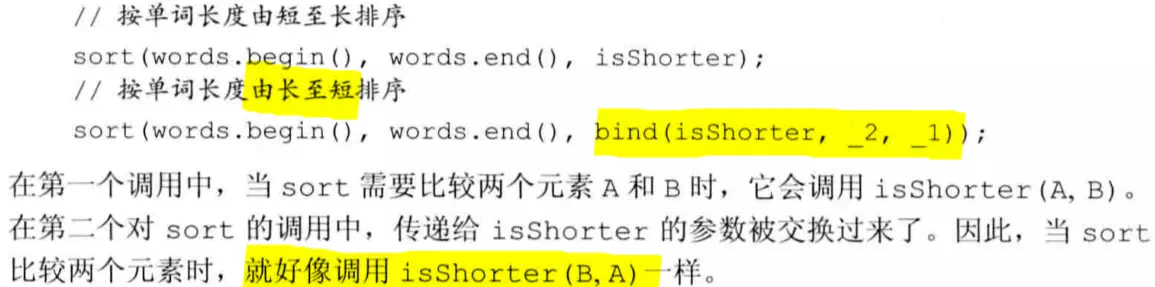 // 按单词长度由短至长排序
sort(words.begin(), words.end(), isShorter);
// 按单词长度由长至短排序
sort(words.begin(), words.end(), bind(isShorter, _2, _1));
在第一个调用中，当 sort 需要比较两个元素 A 和 B 时，它会调用 isShorter(A, B)。
在第二个对 sort 的调用中，传递给 isShorter 的参数被交换过来了。因此，当 sort
比较两个元素时，就好像调用 isShorter(B, A)一样。